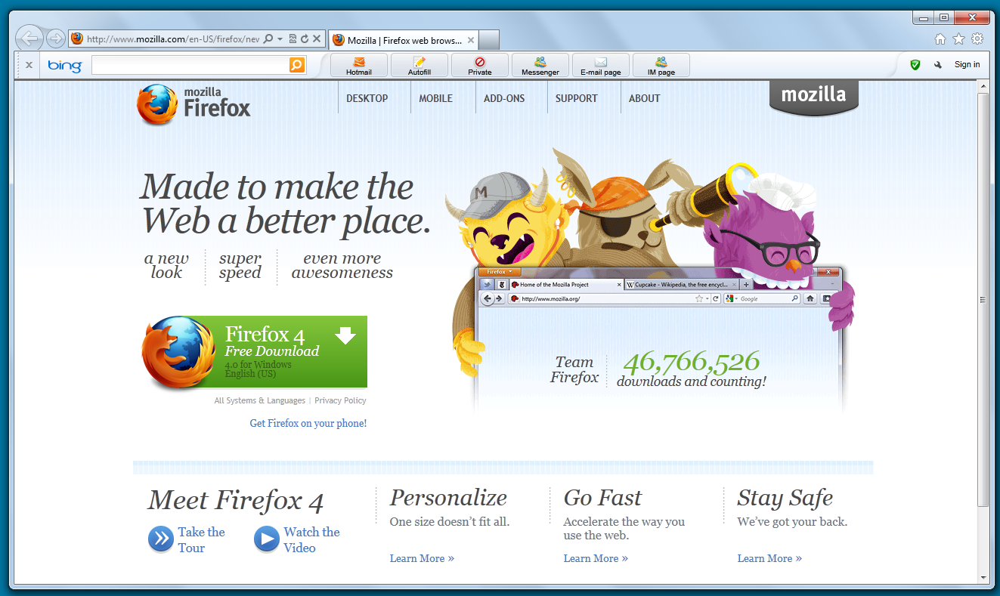 http://www.mozilla.com/en-US/firefox/new
Mozilla | Firefox web brows...
bing
Hotmail
Autofill
Private
Messenger
E-mail page
IM page
Sign in
mozilla
Firefox
DESKTOP
MOBILE
ADD-ONS
SUPPORT
ABOUT
mozilla
Made to make the
Web a better place.
a new
look
super
speed
even more
awesomeness
M
Firefox
Home of the Mozilla Project
Cupcake - Wikipedia, the free encycl...
http://www.mozilla.org/
Google
Team
Firefox
46,766,526
downloads and counting!
Firefox 4
Free Download
4.0 for Windows
English (US)
All Systems & Languages | Privacy Policy
Get Firefox on your phone!
Meet Firefox 4
Take the
Tour
Watch the
Video
Personalize
One size doesn’t fit all.
Learn More »
Go Fast
Accelerate the way you
use the web.
Learn More »
Stay Safe
We’ve got your back.
Learn More »